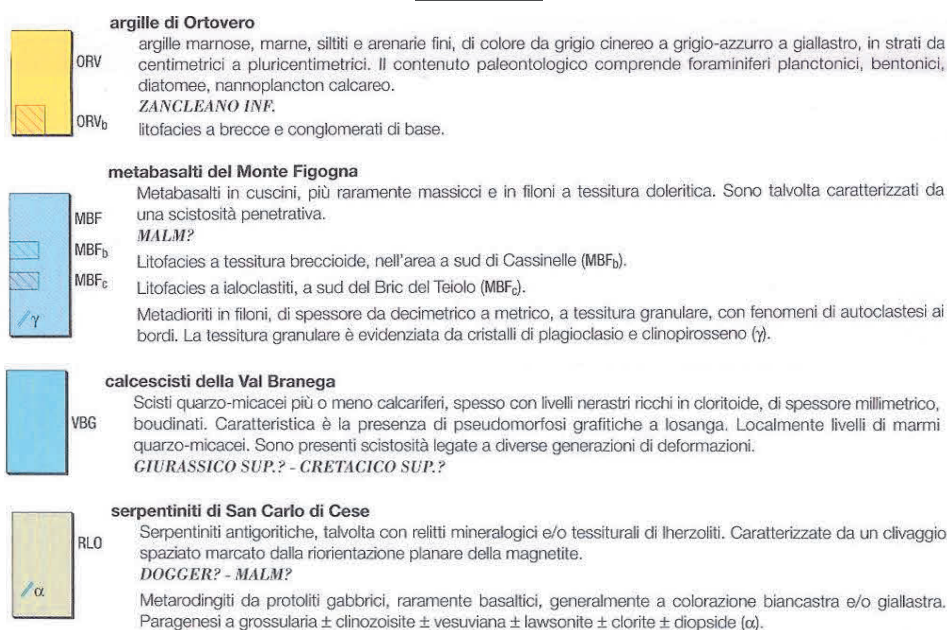 argille di Ortovero
ORV
argille marnose, marne, siltiti e arenarie fini, di colore da grigio cinereo a grigio-azzurro a giallastro, in strati da
centimetrici a pluricentimetrici. Il contenuto paleontologico comprende foraminiferi planctonici, bentonici,
diatomee, nannoplancton calcareo.
ZANCLEANO INF.
ORVb
litofacies a brecce e conglomerati di base.
metabasalti del Monte Figogna
Metabasalti in cuscini, più raramente massicci e in filoni a tessitura doleritica. Sono talvolta caratterizzati da
MBF
una scistosità penetrativa.
MALM?
MBFb
Litofacies a tessitura breccioide, nell'area a sud di Cassinelle (MBFb).
MBFc
Litofacies a ialoclastiti, a sud del Bric del Teiolo (MBFc).
Metadioriti in filoni, di spessore da decimetrico a metrico, a tessitura granulare, con fenomeni di autoclastesi ai
γ
bordi. La tessitura granulare è evidenziata da cristalli di plagioclasio e clinopirosseno (γ).
calcescisti della Val Branega
Scisti quarzo-micacei più o meno calcariferi, spesso con livelli nerastri ricchi in cloritoide, di spessore millimetrico,
VBG
boudinati. Caratteristica è la presenza di pseudomorfosi grafitiche a losanga. Localmente livelli di marmi
quarzo-micacei. Sono presenti scistosità legate a diverse generazioni di deformazioni.
GIURASSICO SUP.? - CRETACICO SUP.?
serpentiniti di San Carlo di Cese
Serpentiniti antigoritiche, talvolta con relitti mineralogici e/o tessiturali di lherzoliti. Caratterizzate da un clivaggio
RLO
spaziato marcato dalla riorientazione planare della magnetite.
DOGGER? - MALM?
α
Metarodingiti da protoliti gabbrici, raramente basaltici, generalmente a colorazione biancastra e/o giallastra.
Paragenesi a grossularia ± clinozoisite ± vesuviana ± lawsonite ± clorite ± diopside (α).